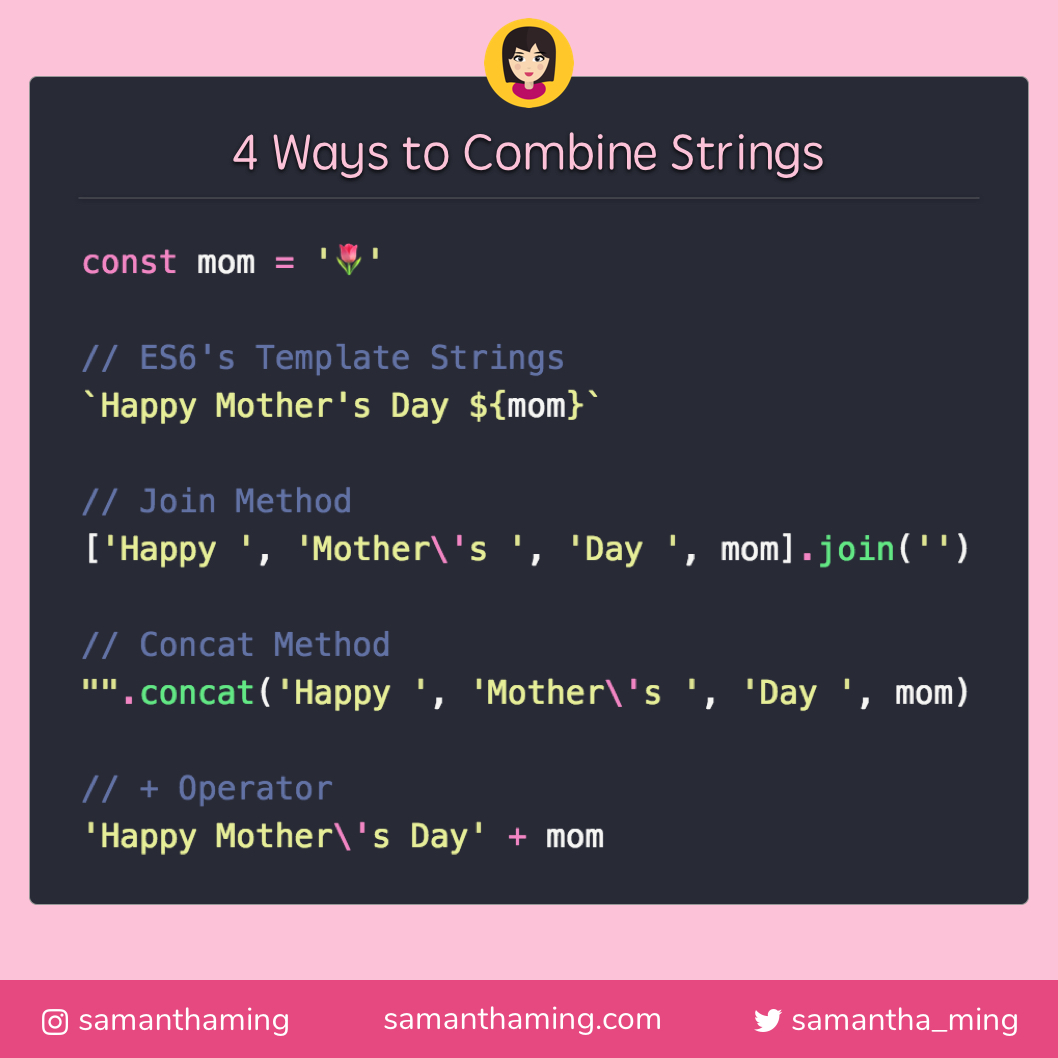 4 Ways to Combine Strings
const mom = '🌷'
// ES6's Template Strings
`Happy Mother's Day ${mom}`
// Join Method
['Happy ', 'Mother\'s ', 'Day ', mom].join('')
// Concat Method
"".concat('Happy ', 'Mother\'s ', 'Day ', mom)
// + Operator
'Happy Mother\'s Day' + mom
samanthaming
samanthaming.com
samantha_ming